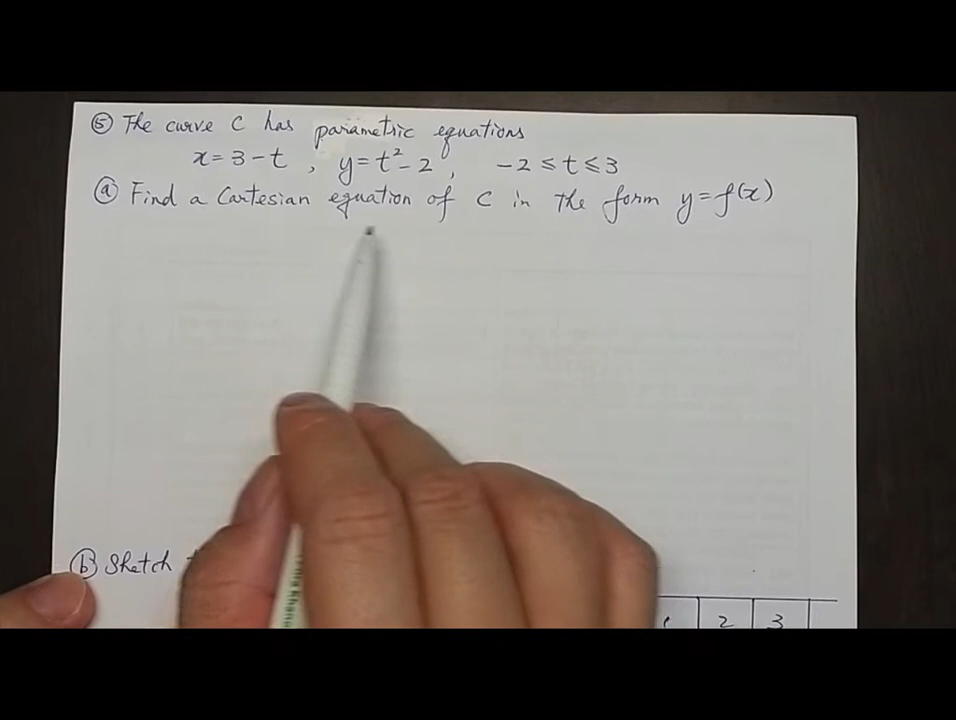 ⑤ The curve C has parametric equations
x = 3 - t , y = t² - 2 , -2 ≤ t ≤ 3
ⓐ Find a Cartesian equation of C in the form y = f(x)
ⓑ Sketch
2 3